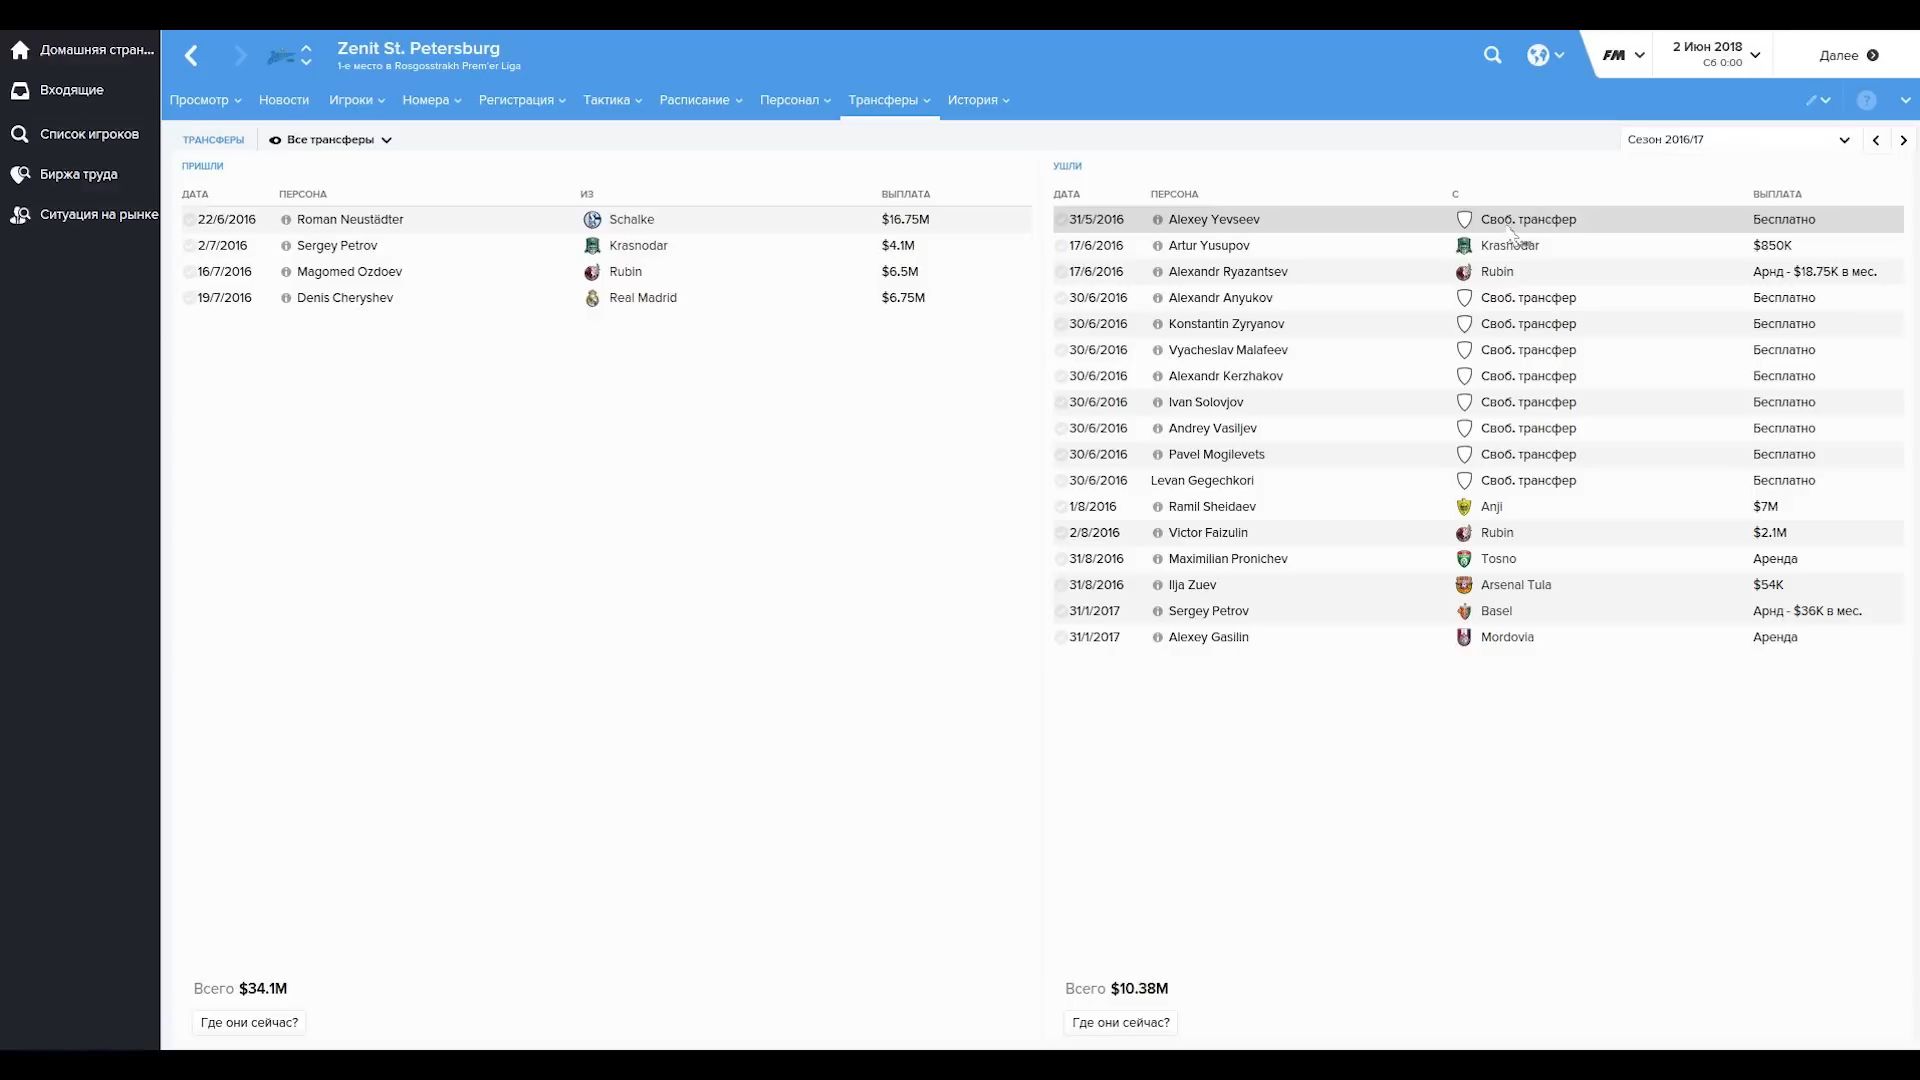 Домашняя стран...
Входящие
Список игроков
Биржа труда
Ситуация на рынке
Zenit St. Petersburg
1-е место в Rosgosstrakh Prem'er Liga
FM
2 Июн 2018
Сб 0:00
Далее
Просмотр Новости Игроки Номера Регистрация Тактика Расписание Персонал Трансферы История
?
ТРАНСФЕРЫ Все трансферы
Сезон 2016/17
ПРИШЛИ
ДАТА ПЕРСОНА ИЗ ВЫПЛАТА
22/6/2016 Roman Neustädter Schalke $16.75M
2/7/2016 Sergey Petrov Krasnodar $4.1M
16/7/2016 Magomed Ozdoev Rubin $6.5M
19/7/2016 Denis Cheryshev Real Madrid $6.75M
Всего $34.1M
Где они сейчас?
УШЛИ
ДАТА ПЕРСОНА С ВЫПЛАТА
31/5/2016 Alexey Yevseev Своб. трансфер Бесплатно
17/6/2016 Artur Yusupov Krasnodar $850K
17/6/2016 Alexandr Ryazantsev Rubin Арнд - $18.75K в мес.
30/6/2016 Alexandr Anyukov Своб. трансфер Бесплатно
30/6/2016 Konstantin Zyryanov Своб. трансфер Бесплатно
30/6/2016 Vyacheslav Malafeev Своб. трансфер Бесплатно
30/6/2016 Alexandr Kerzhakov Своб. трансфер Бесплатно
30/6/2016 Ivan Solovjov Своб. трансфер Бесплатно
30/6/2016 Andrey Vasiljev Своб. трансфер Бесплатно
30/6/2016 Pavel Mogilevets Своб. трансфер Бесплатно
30/6/2016 Levan Gegechkori Своб. трансфер Бесплатно
1/8/2016 Ramil Sheidaev Anji $7M
2/8/2016 Victor Faizulin Rubin $2.1M
31/8/2016 Maximilian Pronichev Tosno Аренда
31/8/2016 Ilja Zuev Arsenal Tula $54K
31/1/2017 Sergey Petrov Basel Арнд - $36K в мес.
31/1/2017 Alexey Gasilin Mordovia Аренда
Всего $10.38M
Где они сейчас?